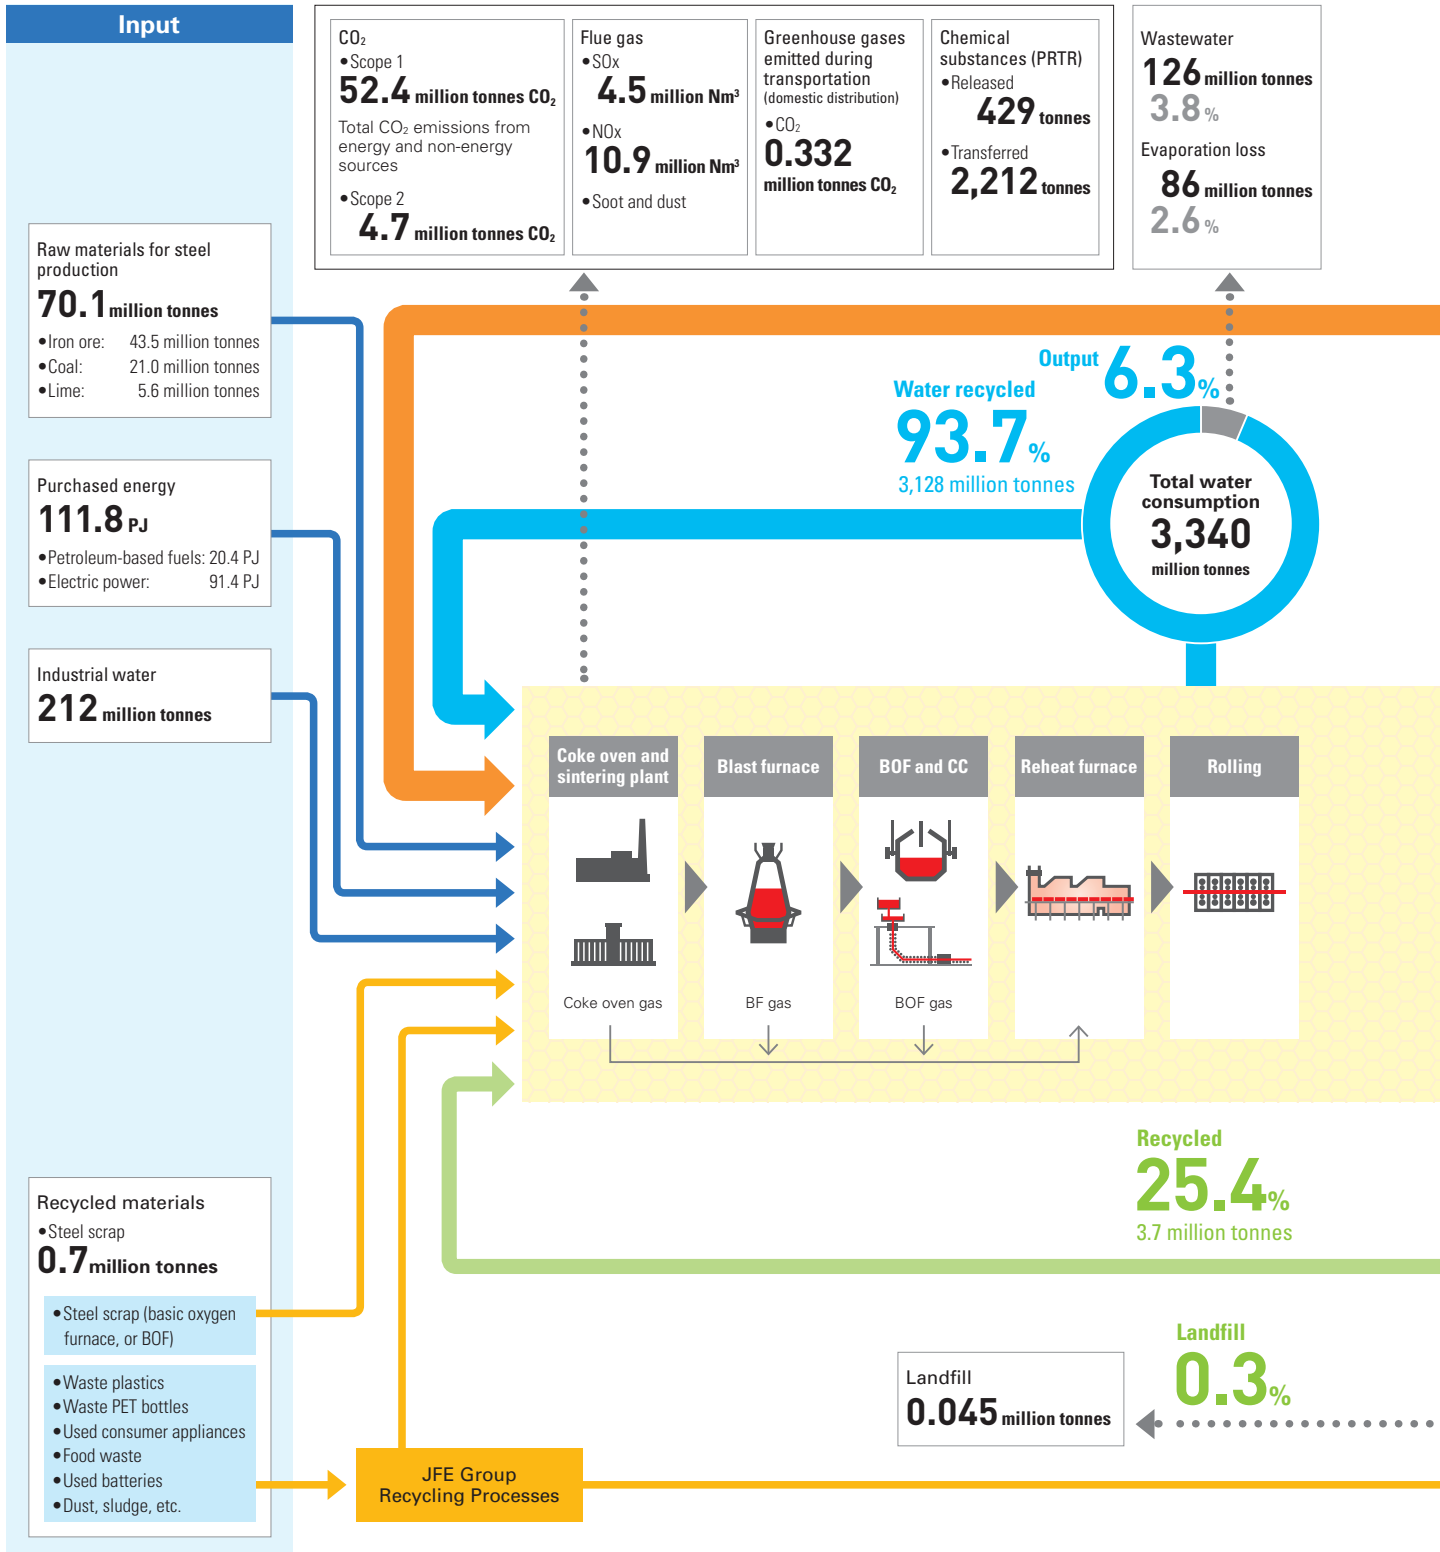 Input
CO₂
•Scope 1
52.4 million tonnes CO₂
Total CO₂ emissions from
energy and non-energy
sources
•Scope 2
4.7 million tonnes CO₂
Flue gas
•SOx
4.5 million Nm³
•NOx
10.9 million Nm³
•Soot and dust
Greenhouse gases
emitted during
transportation
(domestic distribution)
•CO₂
0.332
million tonnes CO₂
Chemical
substances (PRTR)
•Released
429 tonnes
•Transferred
2,212 tonnes
Wastewater
126 million tonnes
3.8 %
Evaporation loss
86 million tonnes
2.6 %
Raw materials for steel
production
70.1 million tonnes
•Iron ore: 43.5 million tonnes
•Coal: 21.0 million tonnes
•Lime: 5.6 million tonnes
Output 6.3%
Water recycled
93.7%
3,128 million tonnes
Total water
consumption
3,340
million tonnes
Purchased energy
111.8 PJ
•Petroleum-based fuels: 20.4 PJ
•Electric power: 91.4 PJ
Industrial water
212 million tonnes
Coke oven and
sintering plant
Blast furnace
BOF and CC
Reheat furnace
Rolling
Coke oven gas
BF gas
BOF gas
Recycled
25.4%
3.7 million tonnes
Recycled materials
•Steel scrap
0.7 million tonnes
•Steel scrap (basic oxygen
furnace, or BOF)
•Waste plastics
•Waste PET bottles
•Used consumer appliances
•Food waste
•Used batteries
•Dust, sludge, etc.
Landfill
0.3%
Landfill
0.045 million tonnes
JFE Group
Recycling Processes